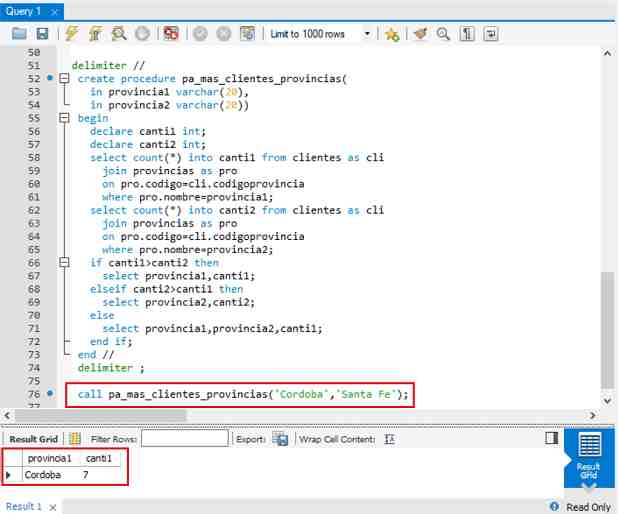 Query 1 ×
Limit to 1000 rows
50
51 delimiter //
52 create procedure pa_mas_clientes_provincias(
53 in provincia1 varchar(20),
54 in provincia2 varchar(20))
55 begin
56 declare canti1 int;
57 declare canti2 int;
58 select count(*) into canti1 from clientes as cli
59 join provincias as pro
60 on pro.codigo=cli.codigoprovincia
61 where pro.nombre=provincia1;
62 select count(*) into canti2 from clientes as cli
63 join provincias as pro
64 on pro.codigo=cli.codigoprovincia
65 where pro.nombre=provincia2;
66 if canti1>canti2 then
67 select provincia1,canti1;
68 elseif canti2>canti1 then
69 select provincia2,canti2;
70 else
71 select provincia1,provincia2,canti1;
72 end if;
73 end //
74 delimiter ;
75
76 call pa_mas_clientes_provincias('Cordoba','Santa Fe');
77
Result Grid Filter Rows: Export: Wrap Cell Content: IA
provincia1 canti1
Cordoba 7
Result
Grid
Result 1 × Read Only